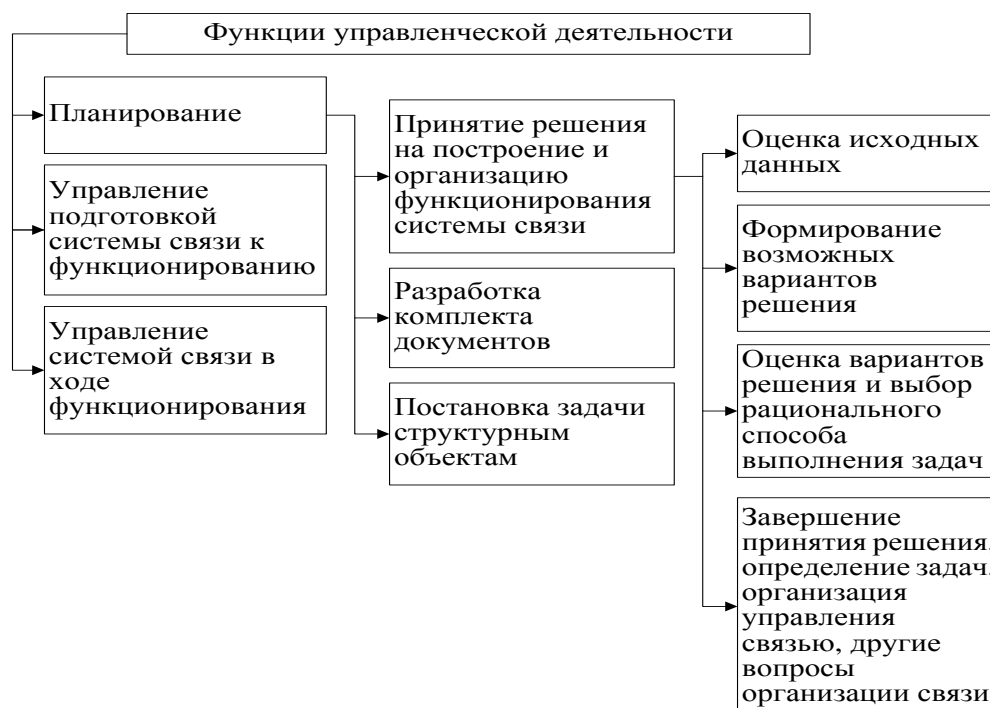 Функции управленческой деятельности
Планирование
Управление
подготовкой
системы связи к
функционированию
Управление
системой связи в
ходе
функционирования
Принятие решения
на построение и
организацию
функционирования
системы связи
Разработка
комплекта
документов
Постановка задачи
структурным
объектам
Оценка исходных
данных
Формирование
возможных
вариантов
решения
Оценка вариантов
решения и выбор
рационального
способа
выполнения задач
Завершение
принятия решения,
определение задач,
организация
управления
связью, другие
вопросы
организации связи